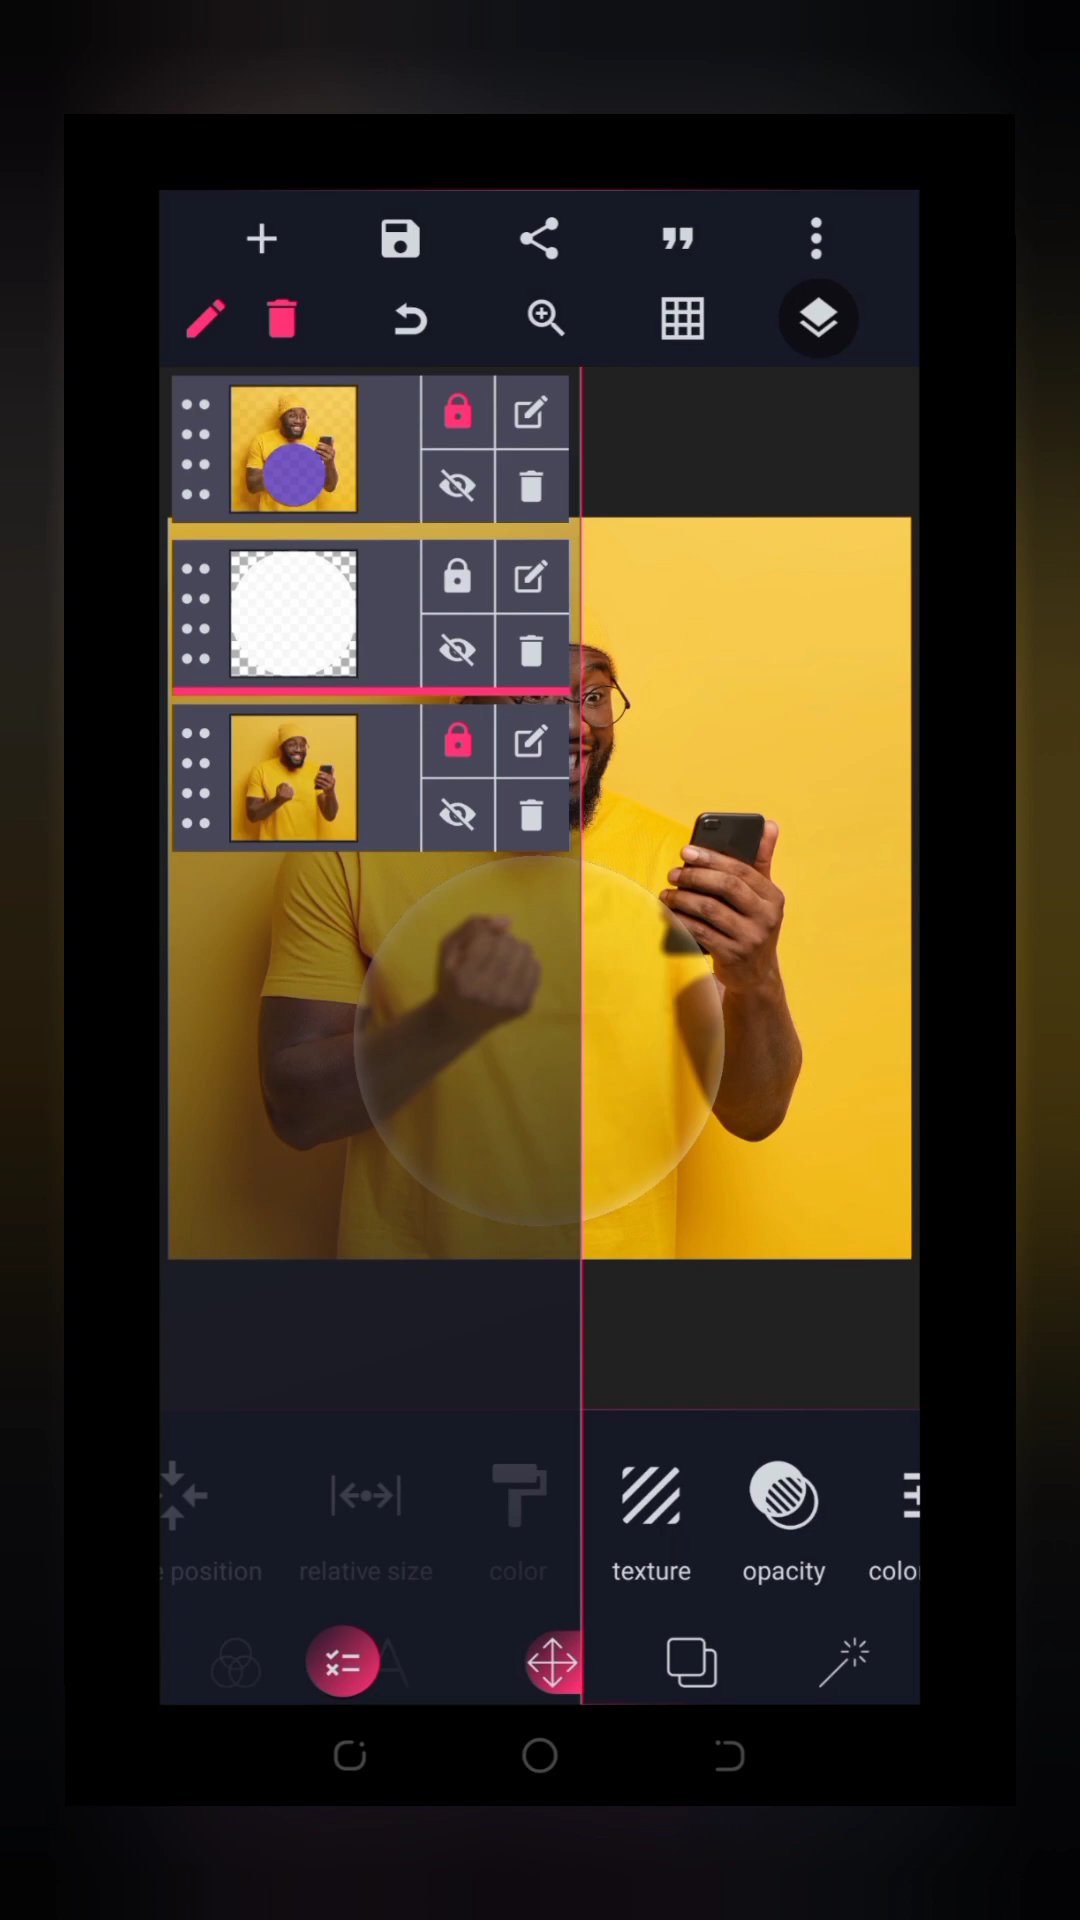 e position
relative size
color
texture
opacity
colo